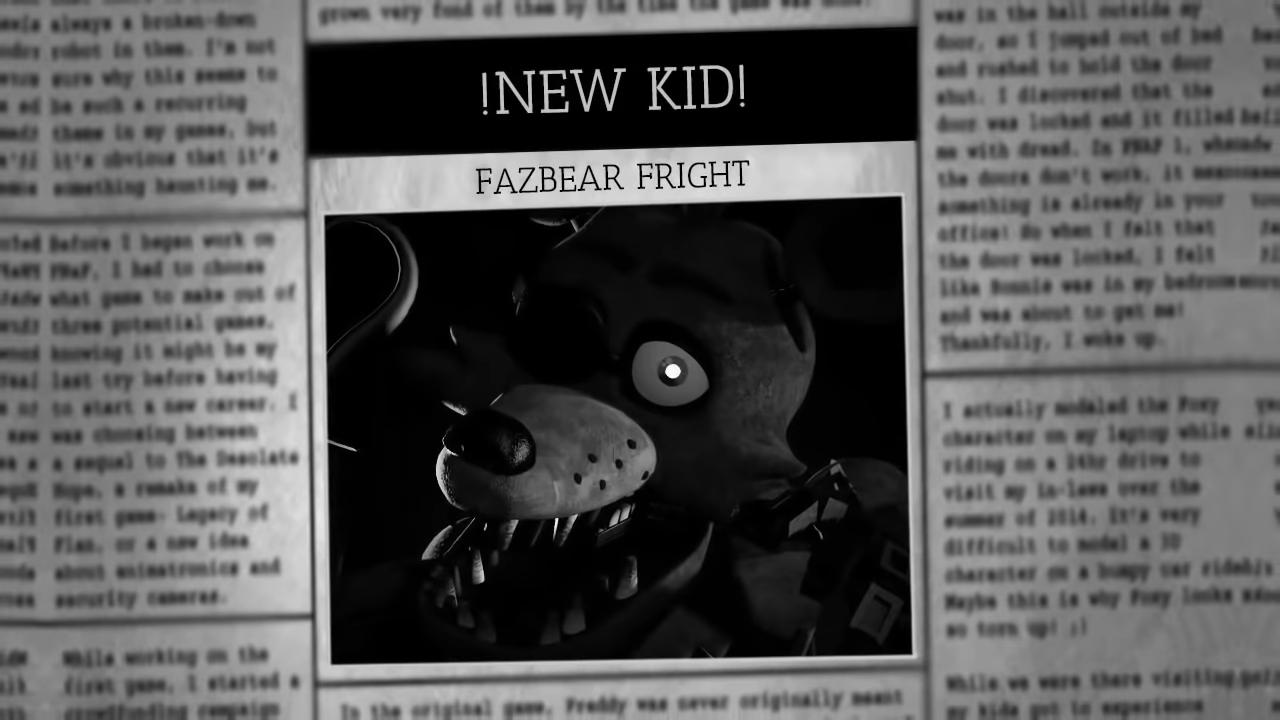 grown very fond of them by the time the game was done!
!NEW KID!
FAZBEAR FRIGHT
always a broken-down
robot in them. I'm not
sure why this seems to
be such a recurring
theme in my games, but
it's obvious that it's
something haunting me.
Before I began work on
FNAF, I had to choose
what game to make out of
three potential games,
knowing it might be my
last try before having
to start a new career. I
was choosing between
a sequel to The Desolate
Hope, a remake of my
first game- Legacy of
Flan, or a new idea
about animatronics and
security cameras.
While working on the
first game, I started a
crowdfunding campaign
In the original game, Freddy was never originally meant
was in the hall outside my
door, so I jumped out of bed
and rushed to hold the door
shut. I discovered that the
door was locked and it filled
me with dread. In FNAF 1, when
the doors don't work, it means
something is already in your
office! So when I felt that
the door was locked, I felt
like Bonnie was in my bedroom
and was about to get me!
Thankfully, I woke up.
I actually modeled the Foxy
character on my laptop while
riding on a 24hr drive to
visit my in-laws over the
summer of 2014. It's very
difficult to model a 3D
character on a bumpy car ride
Maybe this is why Foxy looks
so torn up! ;)
While we were there visiting
my kids got to experience